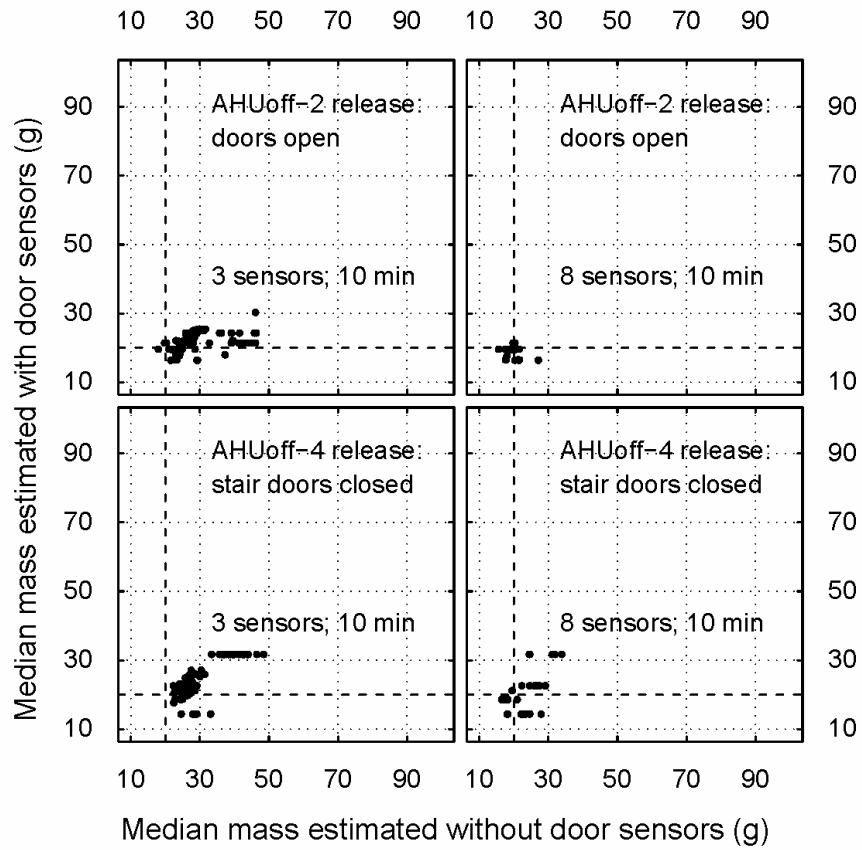 10 30 50 70 90 10 30 50 70 90
Median mass estimated with door sensors (g)
90 AHUoff−2 release: AHUoff−2 release: 90
doors open doors open
70 70
50 50
3 sensors; 10 min 8 sensors; 10 min
30 30
10 10
90 AHUoff−4 release: AHUoff−4 release: 90
stair doors closed stair doors closed
70 70
50 50
3 sensors; 10 min 8 sensors; 10 min
30 30
10 10
10 30 50 70 90 10 30 50 70 90
Median mass estimated without door sensors (g)